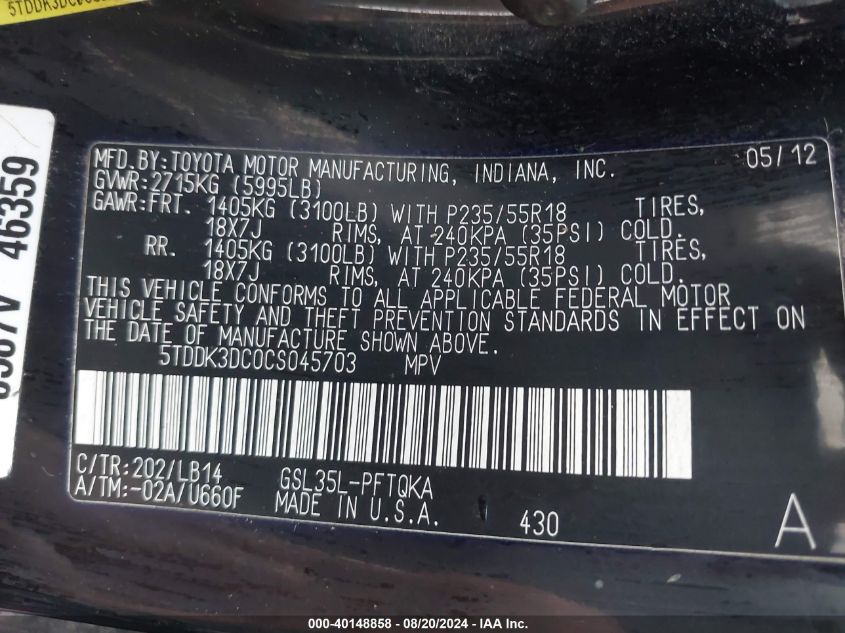 MFD.BY:TOYOTA MOTOR MANUFACTURING, INDIANA, INC. 05/12
GVWR:2715KG (5995LB)
GAWR:FRT. 1405KG (3100LB) WITH P235/55R18 TIRES,
18X7J RIMS, AT 240KPA (35PSI) COLD.
RR. 1405KG (3100LB) WITH P235/55R18 TIRES,
18X7J RIMS, AT 240KPA (35PSI) COLD.
THIS VEHICLE CONFORMS TO ALL APPLICABLE FEDERAL MOTOR
VEHICLE SAFETY AND THEFT PREVENTION STANDARDS IN EFFECT ON
THE DATE OF MANUFACTURE SHOWN ABOVE.
5TDDK3DC0CS045703 MPV
C/TR:202/LB14 GSL35L-PFTQKA
A/TM:-02A/U660F MADE IN U.S.A. 430
A
46359
000-40148858 - 08/20/2024 - IAA Inc.